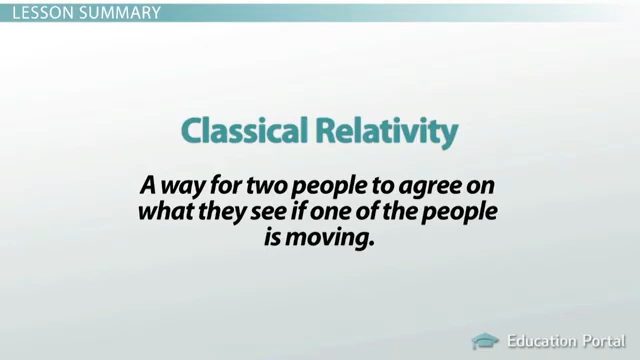 LESSON SUMMARY
Classical Relativity
A way for two people to agree on
what they see if one of the people
is moving.
Education Portal